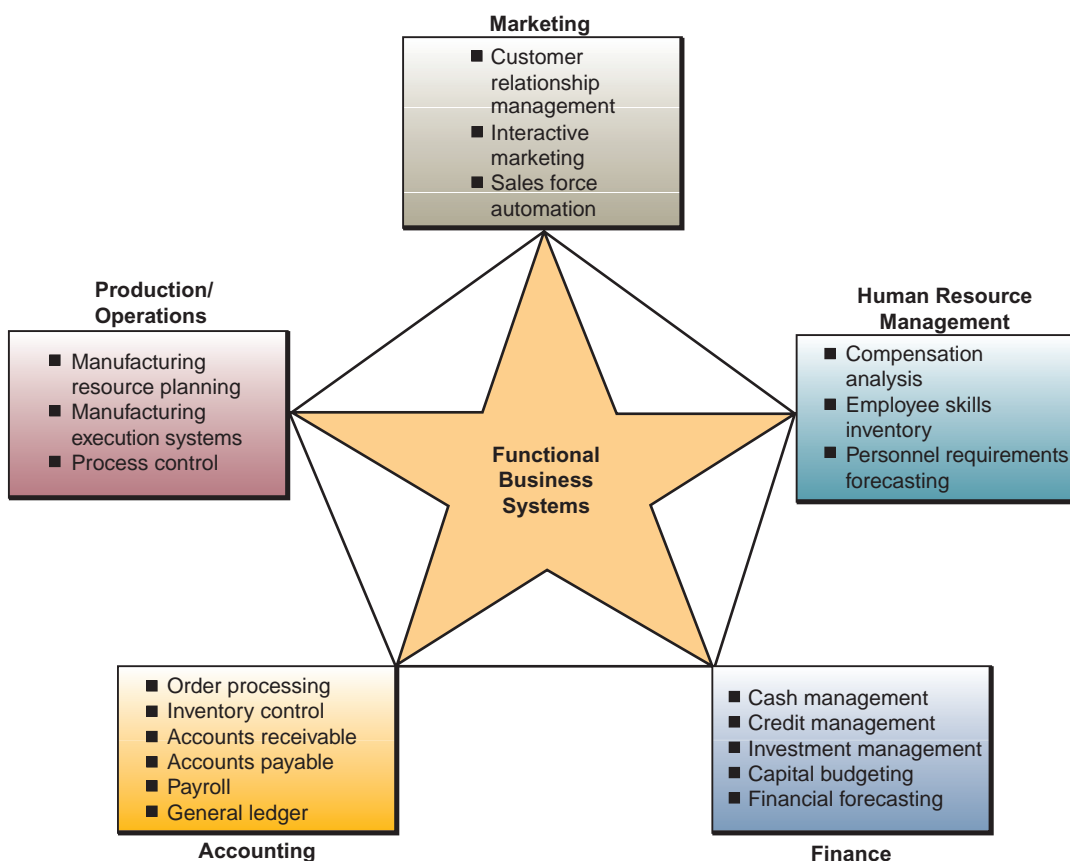 Marketing
■ Customer
relationship
management
■ Interactive
marketing
■ Sales force
automation
Production/
Operations
■ Manufacturing
resource planning
■ Manufacturing
execution systems
■ Process control
Human Resource
Management
■ Compensation
analysis
■ Employee skills
inventory
■ Personnel requirements
forecasting
Functional
Business
Systems
■ Order processing
■ Inventory control
■ Accounts receivable
■ Accounts payable
■ Payroll
■ General ledger
Accounting
■ Cash management
■ Credit management
■ Investment management
■ Capital budgeting
■ Financial forecasting
Finance